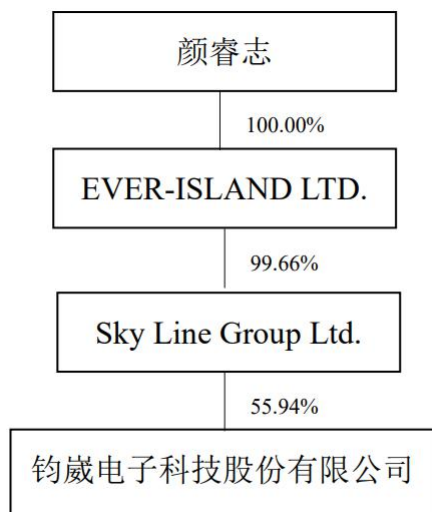 颜睿志
100.00%
EVER-ISLAND LTD.
99.66%
Sky Line Group Ltd.
55.94%
钧崴电子科技股份有限公司